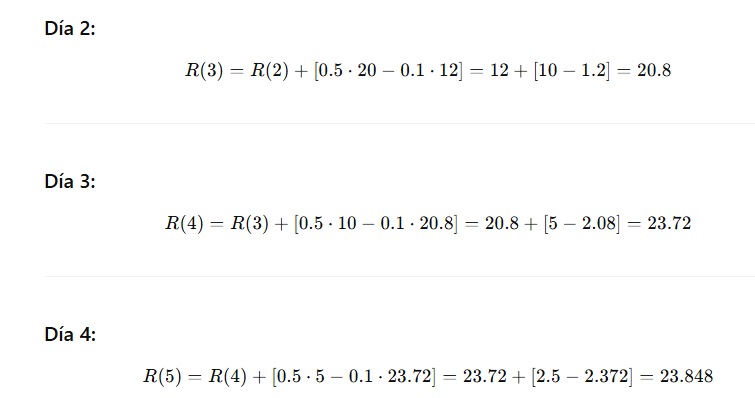 Día 2:
R(3) = R(2) + [0.5 · 20 − 0.1 · 12] = 12 + [10 − 1.2] = 20.8
Día 3:
R(4) = R(3) + [0.5 · 10 − 0.1 · 20.8] = 20.8 + [5 − 2.08] = 23.72
Día 4:
R(5) = R(4) + [0.5 · 5 − 0.1 · 23.72] = 23.72 + [2.5 − 2.372] = 23.848